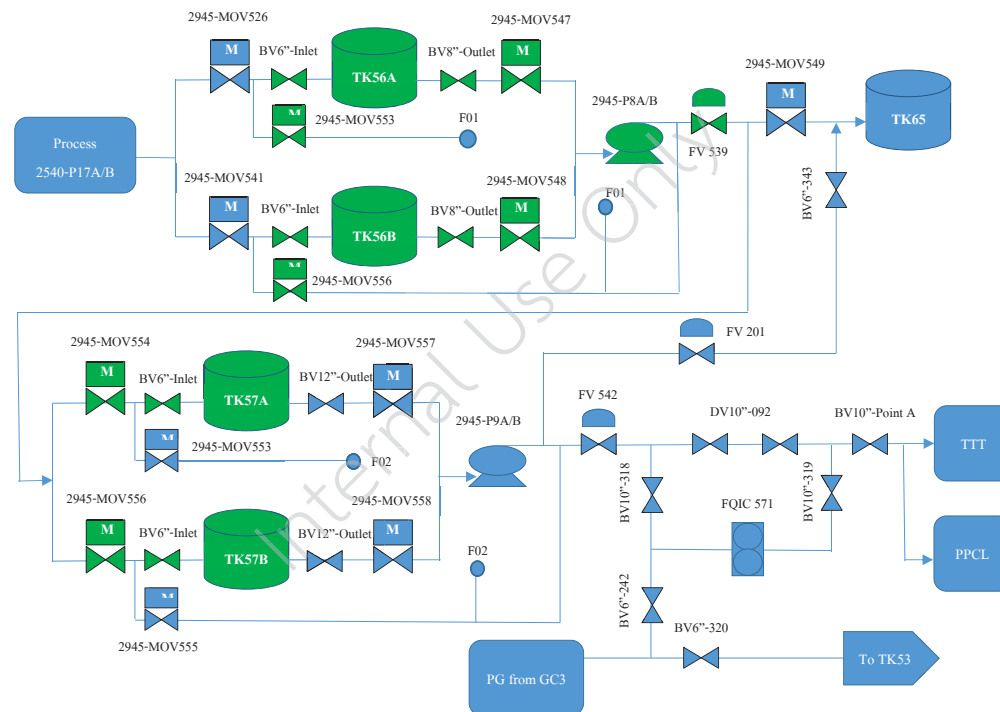 2945-MOV526
M
BV6”-Inlet
TK56A
BV8”-Outlet
2945-MOV547
M
2945-MOV553
M
F01
2945-P8A/B
FV 539
2945-MOV549
M
TK65
Process
2540-P17A/B
2945-MOV541
M
BV6”-Inlet
TK56B
BV8”-Outlet
2945-MOV548
M
F01
BV6”-343
M
2945-MOV556
FV 201
2945-MOV554
M
BV6”-Inlet
TK57A
BV12”-Outlet
2945-MOV557
M
M
2945-MOV553
F02
2945-P9A/B
FV 542
DV10”-092
BV10”-Point A
TTT
2945-MOV556
M
BV6”-Inlet
TK57B
BV12”-Outlet
2945-MOV558
M
F02
BV10”-318
FQIC 571
BV10”-319
PPCL
M
2945-MOV555
BV6”-242
BV6”-320
PG from GC3
To TK53
Internal Use Only